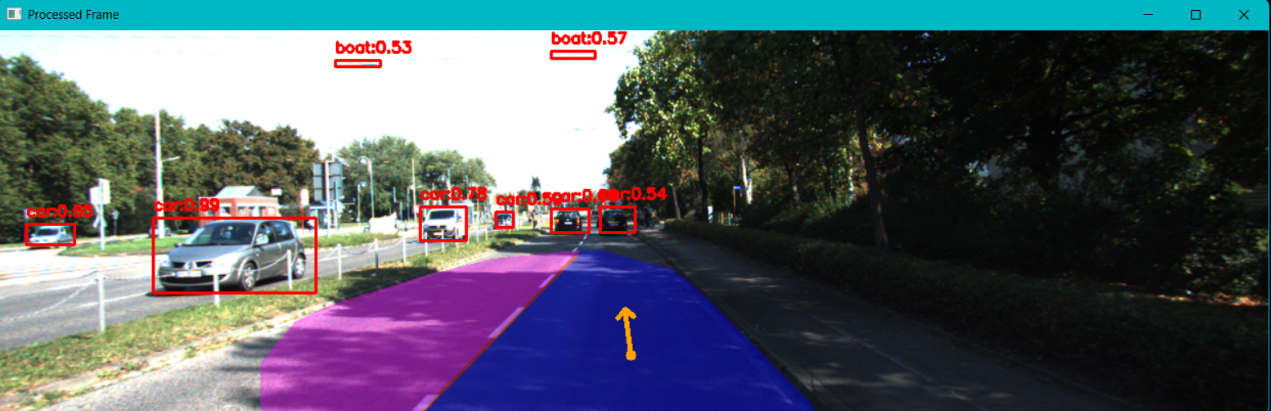 Processed Frame
boat:0.53
boat:0.57
car:0.65
car:0.99
car:0.78
car:0.54